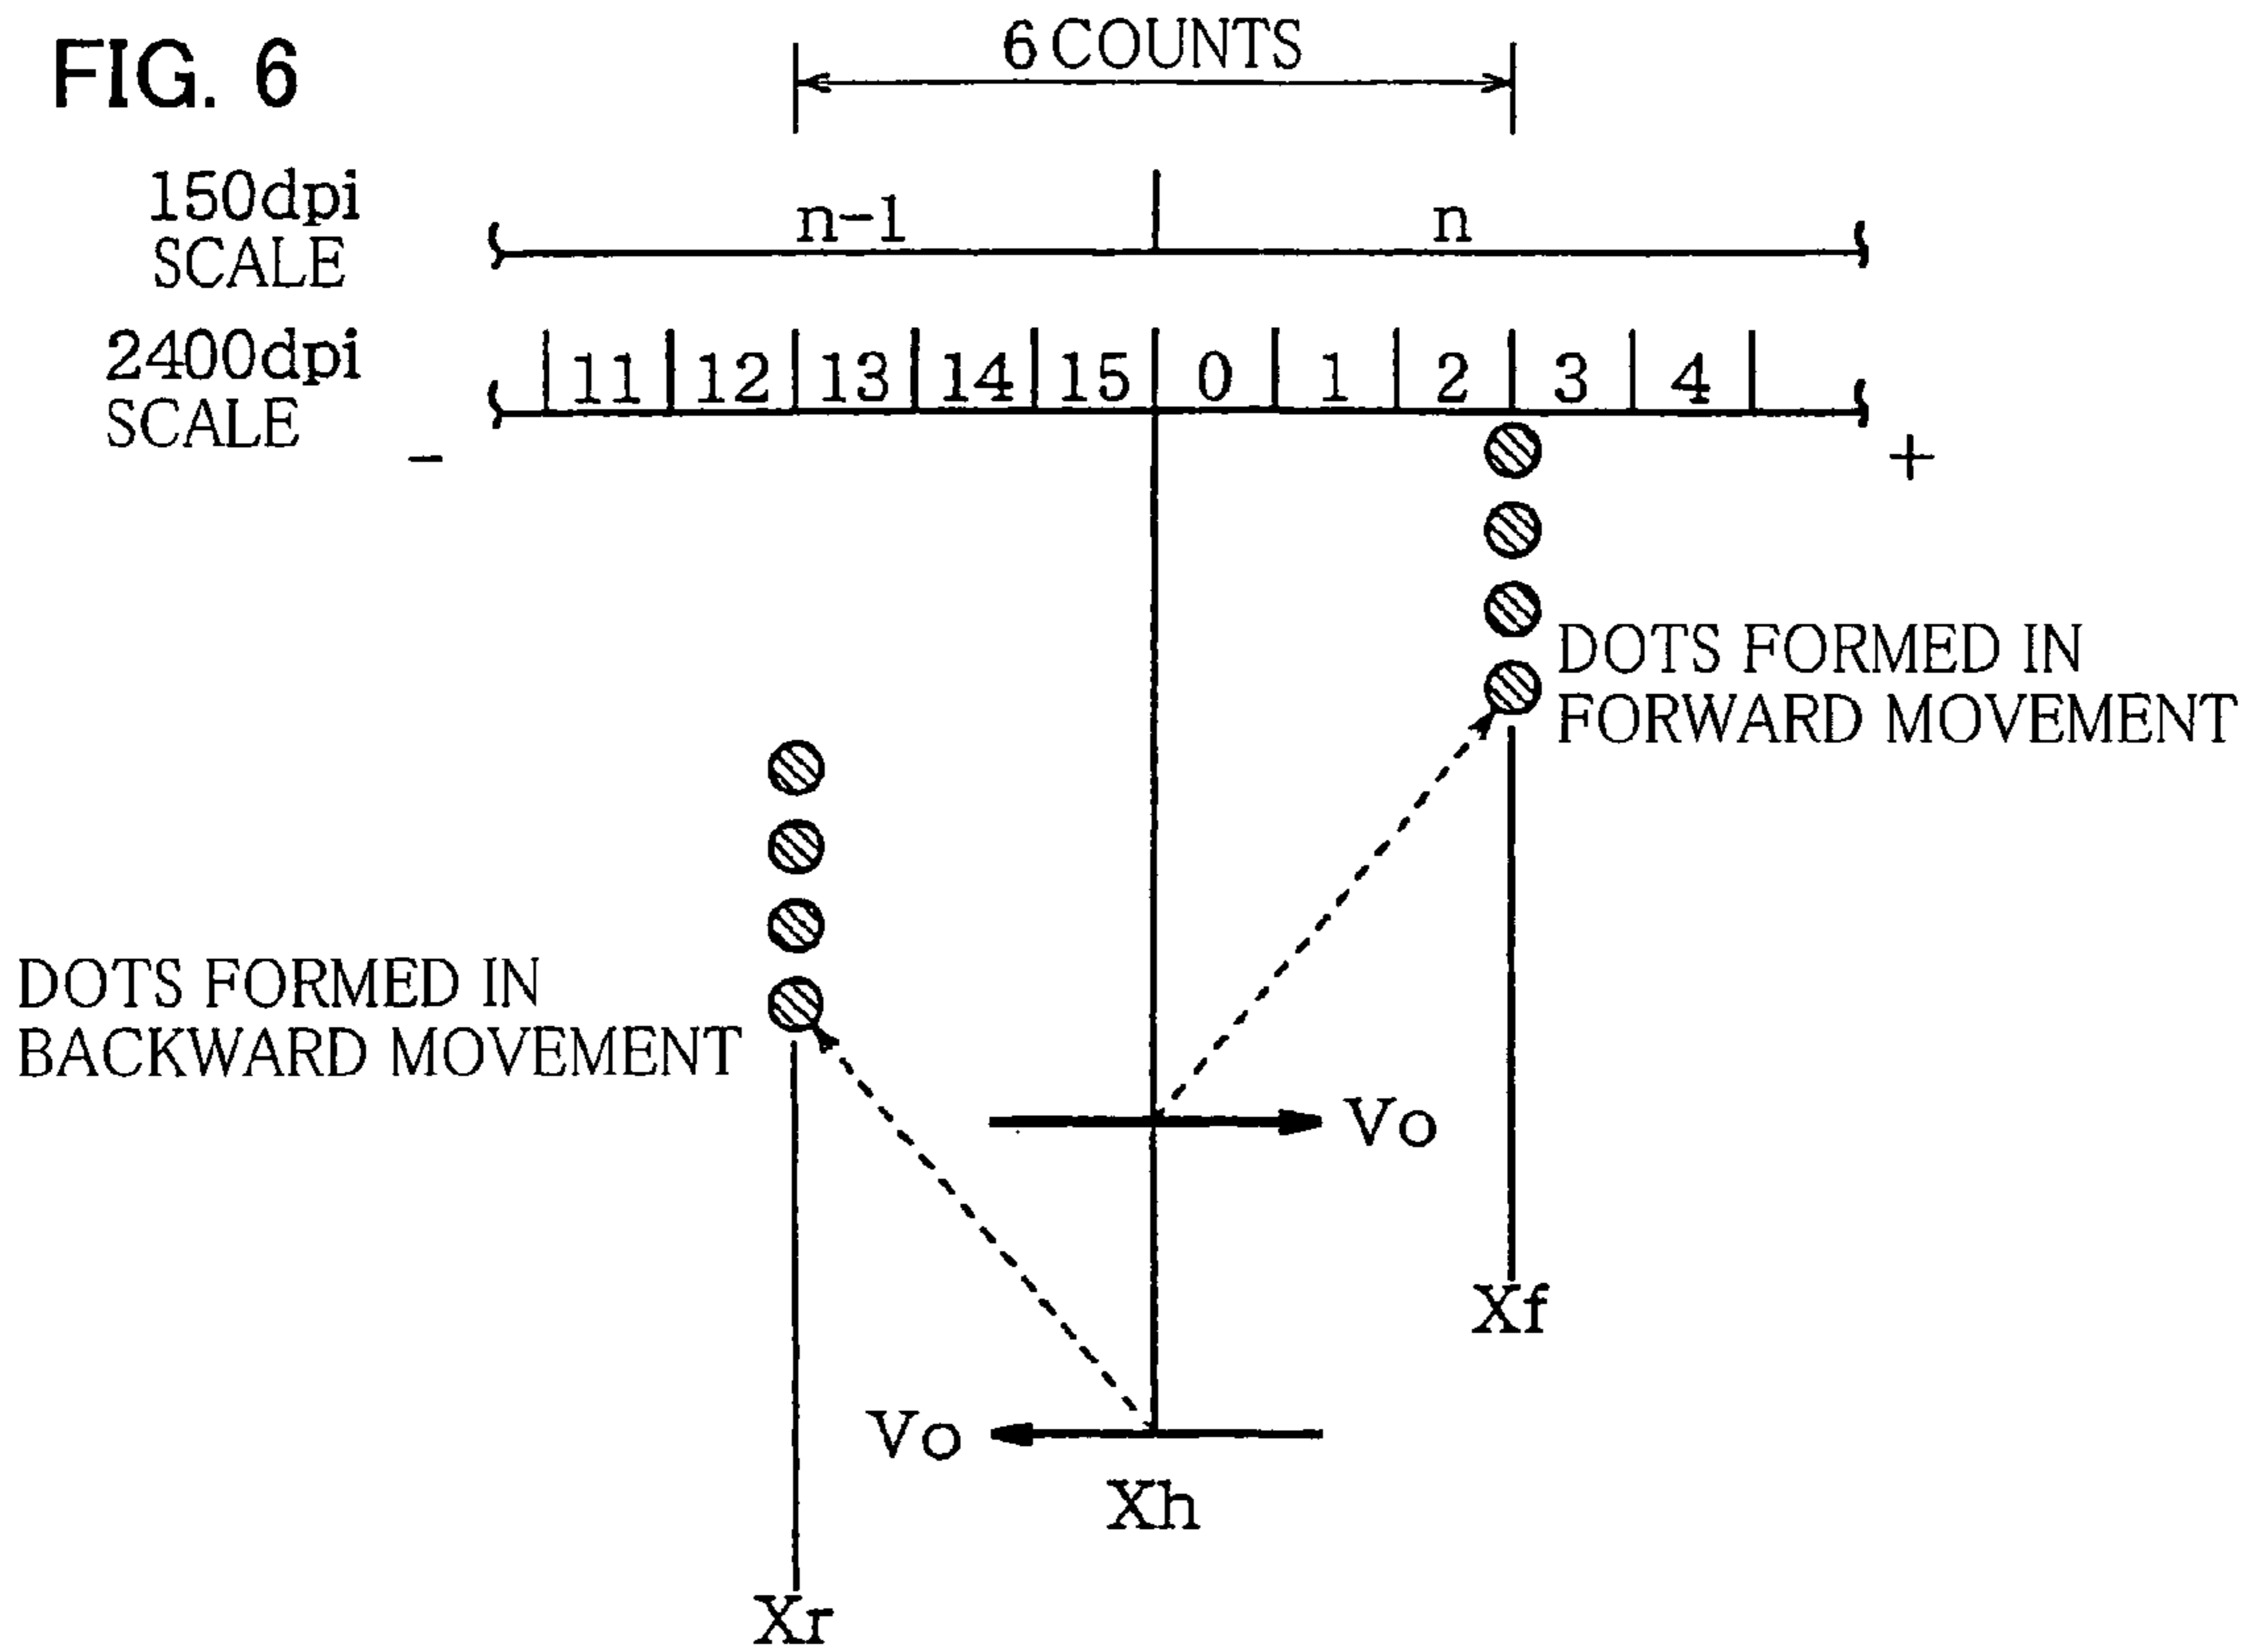 FIG. 6
6 COUNTS
150dpi
SCALE
n-1 n
2400dpi
SCALE
11 12 13 14 15 0 1 2 3 4
- +
DOTS FORMED IN
FORWARD MOVEMENT
DOTS FORMED IN
BACKWARD MOVEMENT
Vo
Xf
Vo
Xh
Xr